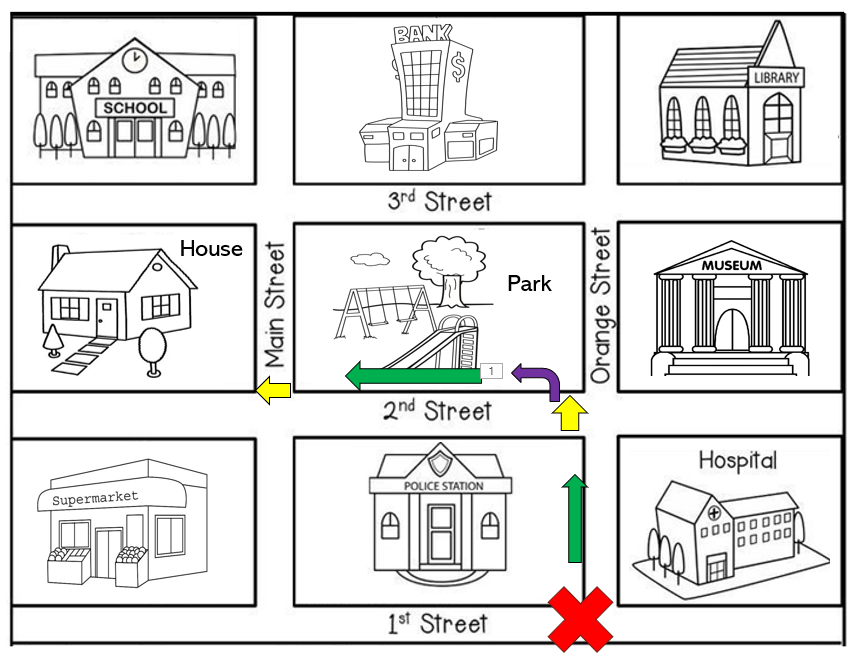 BANK
$
SCHOOL
LIBRARY
3rd Street
House
Main Street
Park
Orange Street
MUSEUM
1
2nd Street
Supermarket
POLICE STATION
Hospital
1st Street